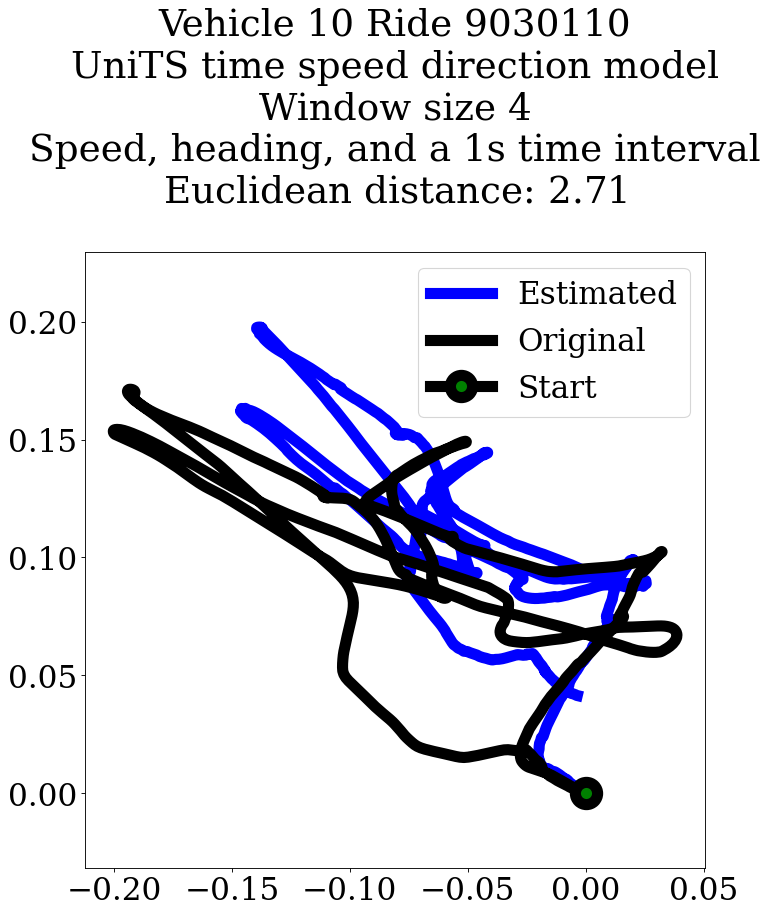 Vehicle 10 Ride 9030110
UniTS time speed direction model
Window size 4
Speed, heading, and a 1s time interval
Euclidean distance: 2.71
Estimated
Original
Start
0.20
0.15
0.10
0.05
0.00
−0.20 −0.15 −0.10 −0.05 0.00 0.05